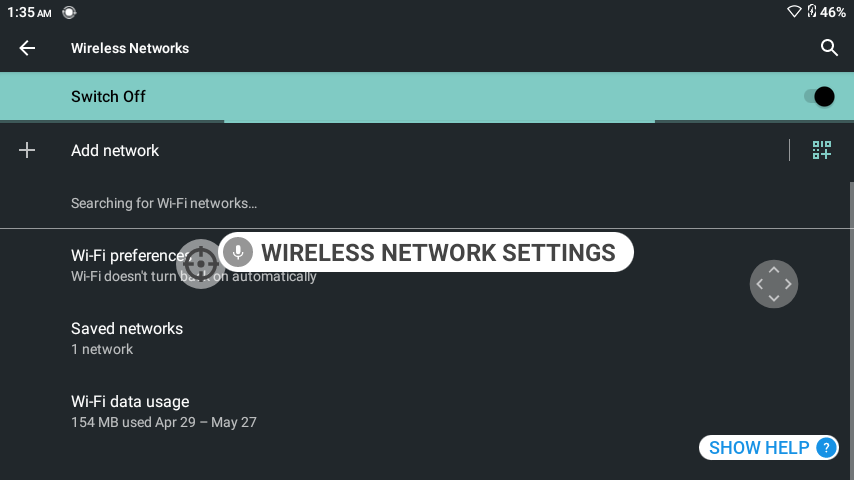 1:35 AM
46%
Wireless Networks
Switch Off
Add network
Searching for Wi-Fi networks…
WIRELESS NETWORK SETTINGS
Wi-Fi preferences
Wi-Fi doesn't turn back on automatically
Saved networks
1 network
Wi-Fi data usage
154 MB used Apr 29 – May 27
SHOW HELP ?